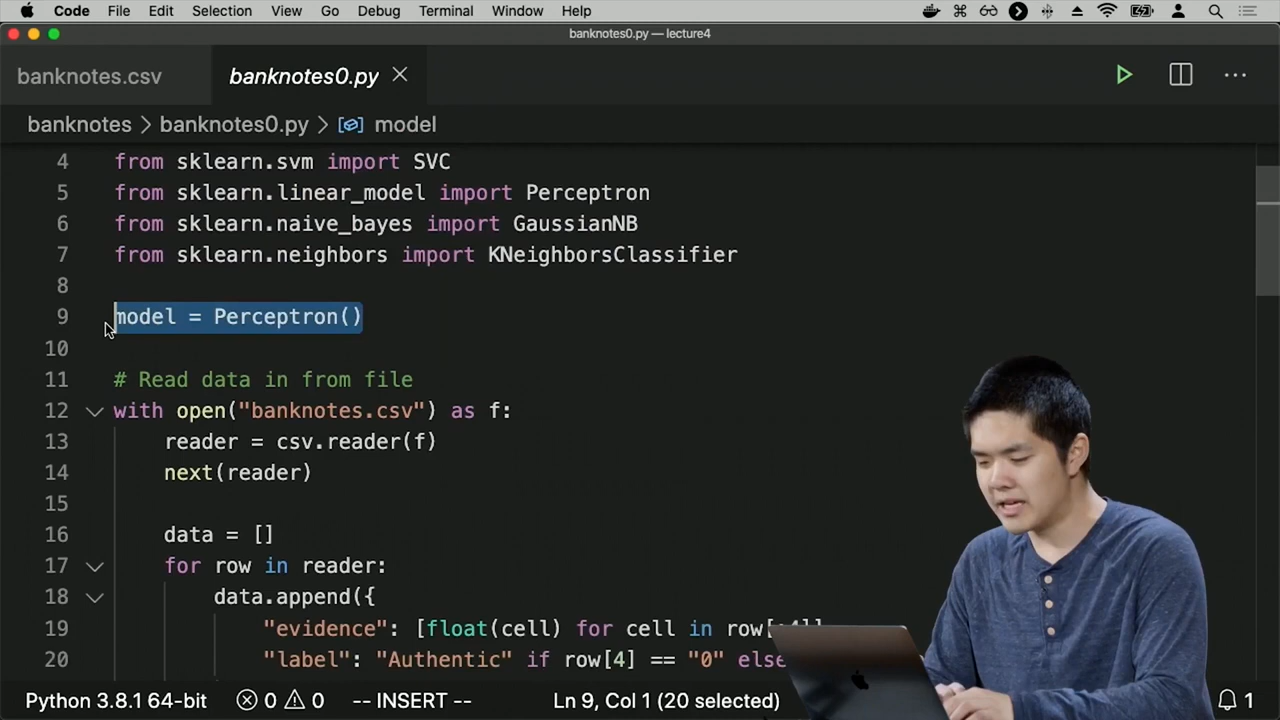 Code File Edit Selection View Go Debug Terminal Window Help
banknotes0.py — lecture4
banknotes.csv banknotes0.py
banknotes > banknotes0.py > model
4 from sklearn.svm import SVC
5 from sklearn.linear_model import Perceptron
6 from sklearn.naive_bayes import GaussianNB
7 from sklearn.neighbors import KNeighborsClassifier
8
9 model = Perceptron()
10
11 # Read data in from file
12 with open("banknotes.csv") as f:
13 reader = csv.reader(f)
14 next(reader)
15
16 data = []
17 for row in reader:
18 data.append({
19 "evidence": [float(cell) for cell in
20 "label": "Authentic" if row[4] == "0" else
Python 3.8.1 64-bit 0 0 -- INSERT -- Ln 9, Col 1 (20 selected) 1